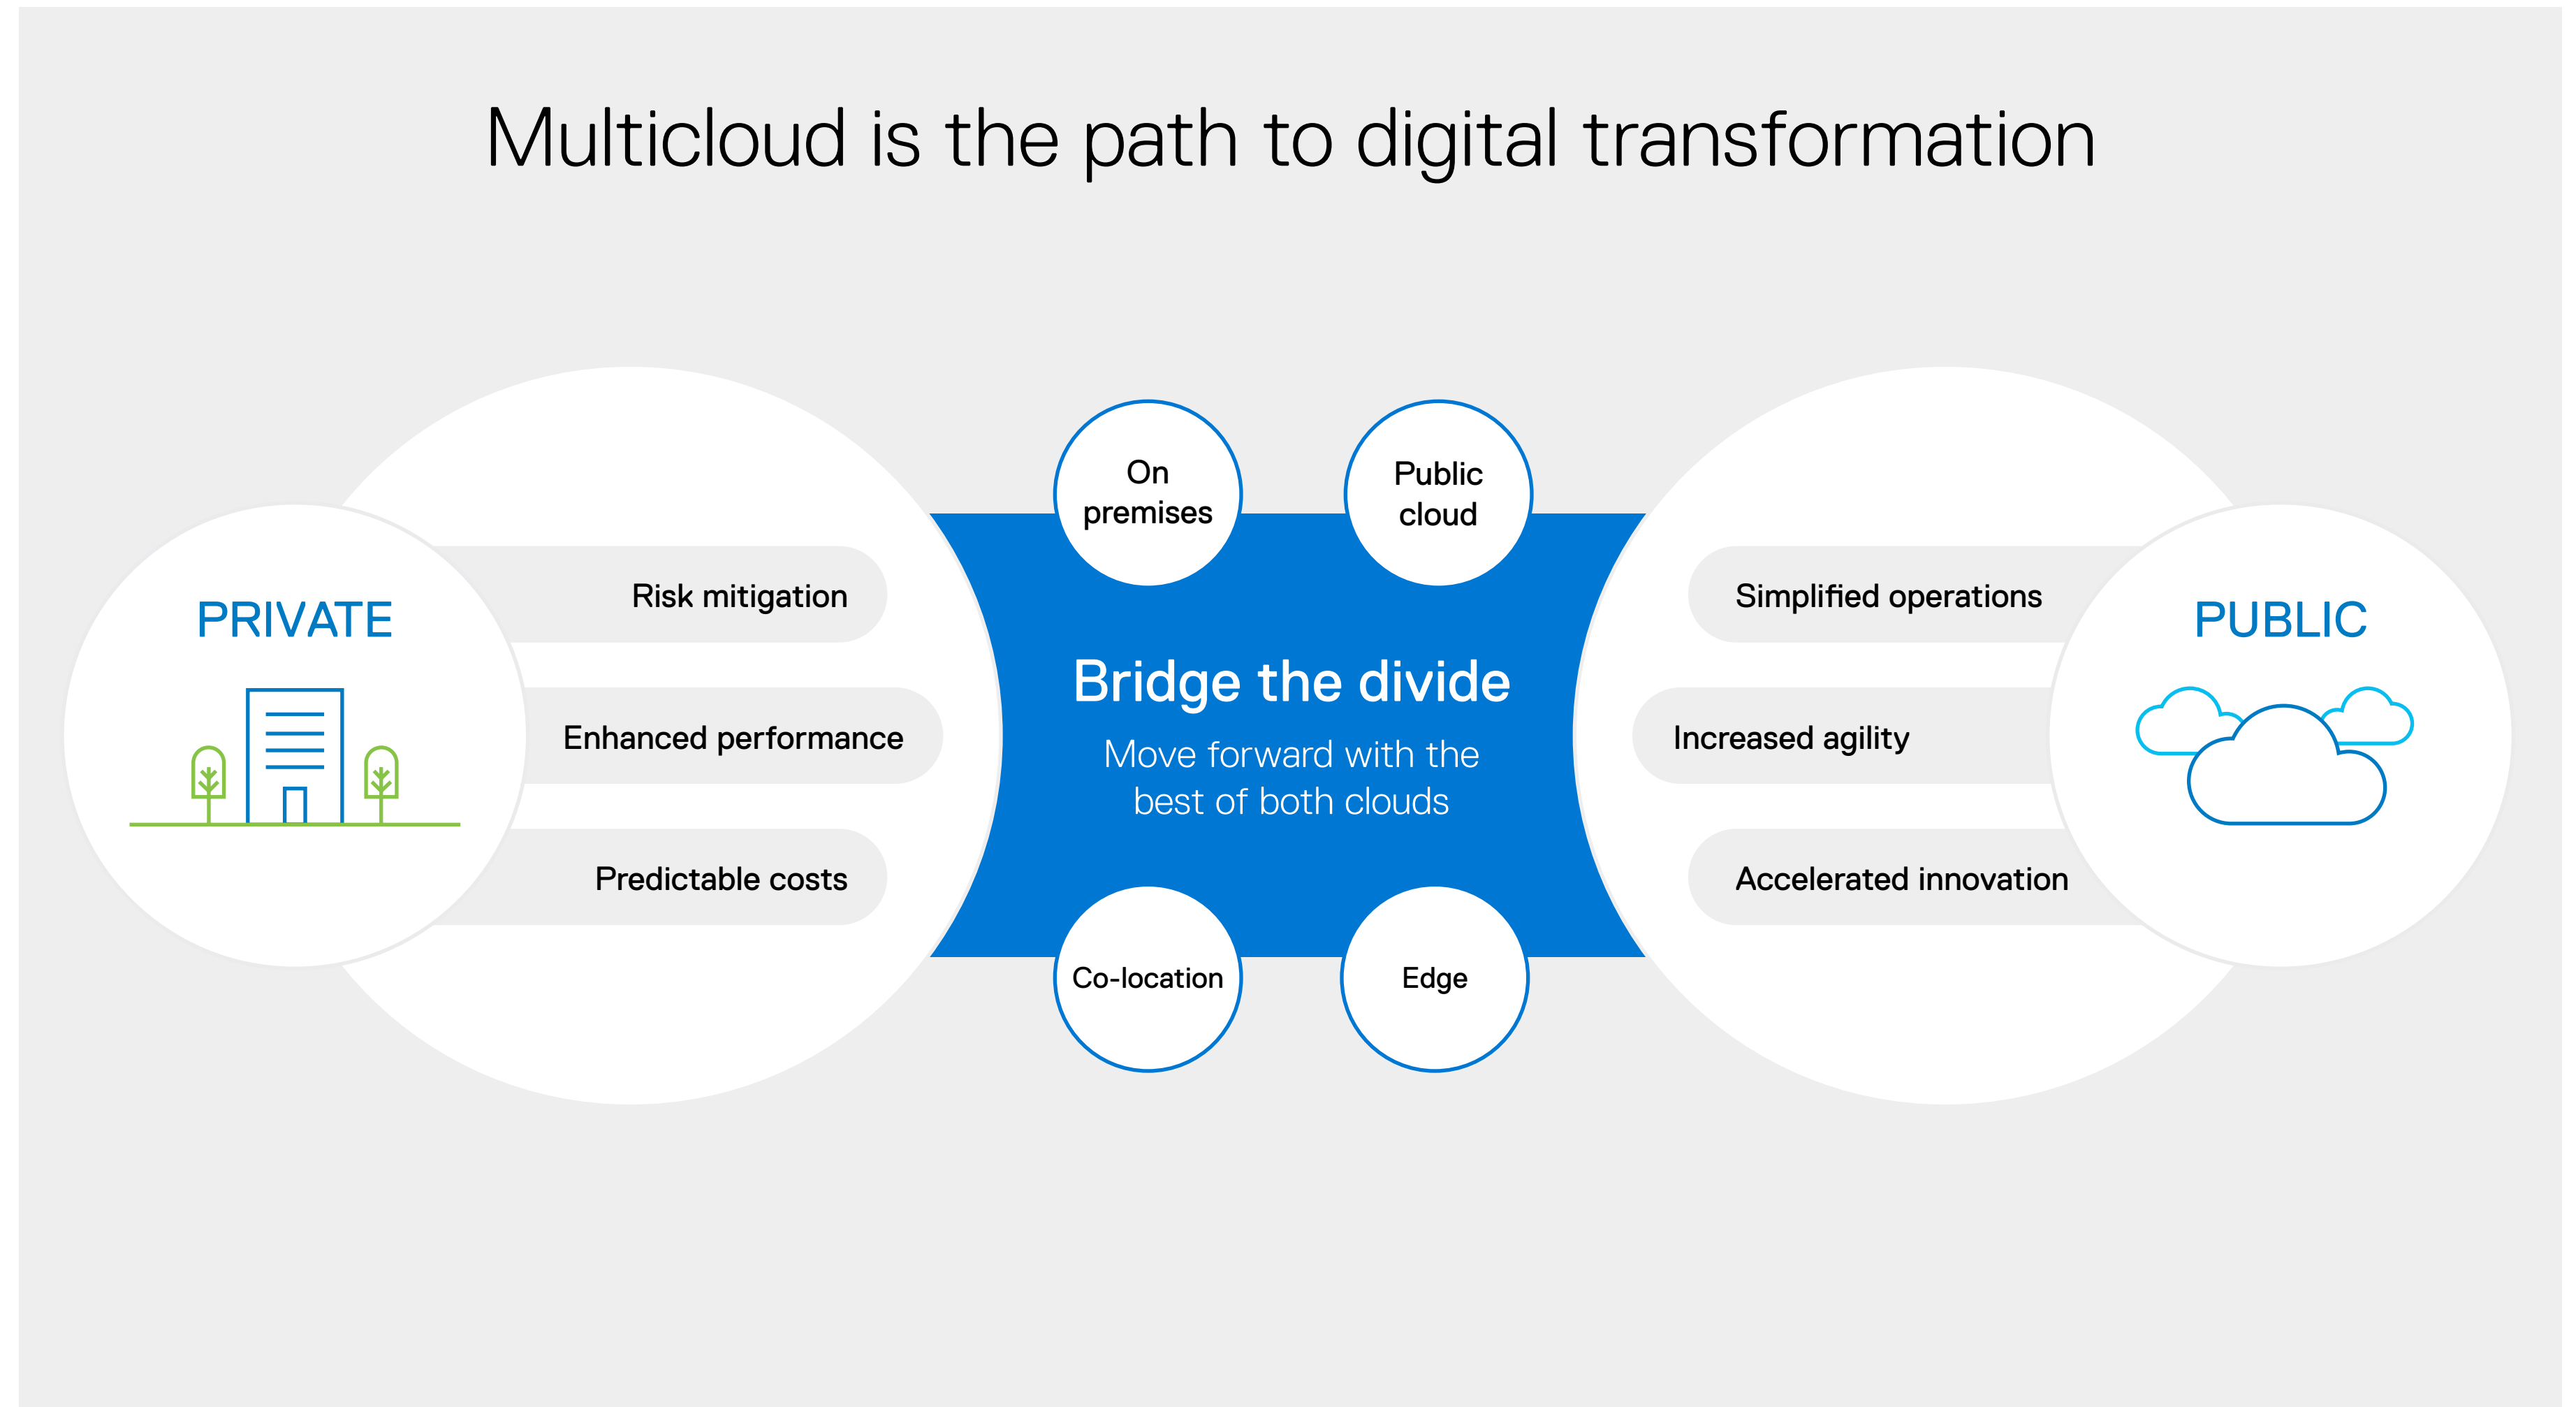 Multicloud is the path to digital transformation
PRIVATE
Risk mitigation
Enhanced performance
Predictable costs
On
premises
Public
cloud
Bridge the divide
Move forward with the
best of both clouds
Co-location
Edge
Simplified operations
Increased agility
Accelerated innovation
PUBLIC